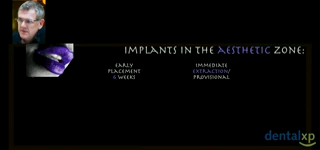 IMPLANTS IN THE AESTHETIC ZONE:
EARLY
PLACEMENT
6 WEEKS
IMMEDIATE
EXTRACTION/
PROVISIONAL
dentalxp